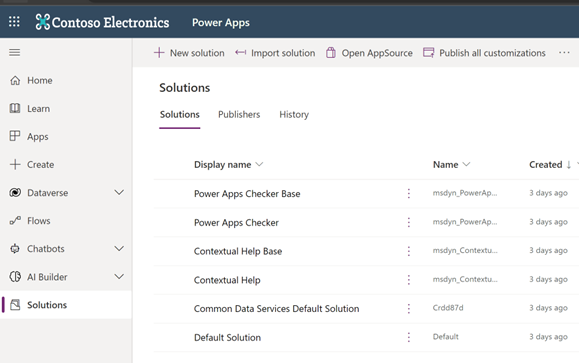 Contoso Electronics Power Apps
New solution Import solution Open AppSource Publish all customizations ...
Home
Learn
Apps
Create
Dataverse
Flows
Chatbots
AI Builder
Solutions
Solutions
Solutions Publishers History
Display name Name Created
Power Apps Checker Base msdyn_PowerAp... 3 days ago
Power Apps Checker msdyn_PowerAp... 3 days ago
Contextual Help Base msdyn_Contextu... 3 days ago
Contextual Help msdyn_Contextu... 3 days ago
Common Data Services Default Solution Crdd87d 3 days ago
Default Solution Default 3 days ago